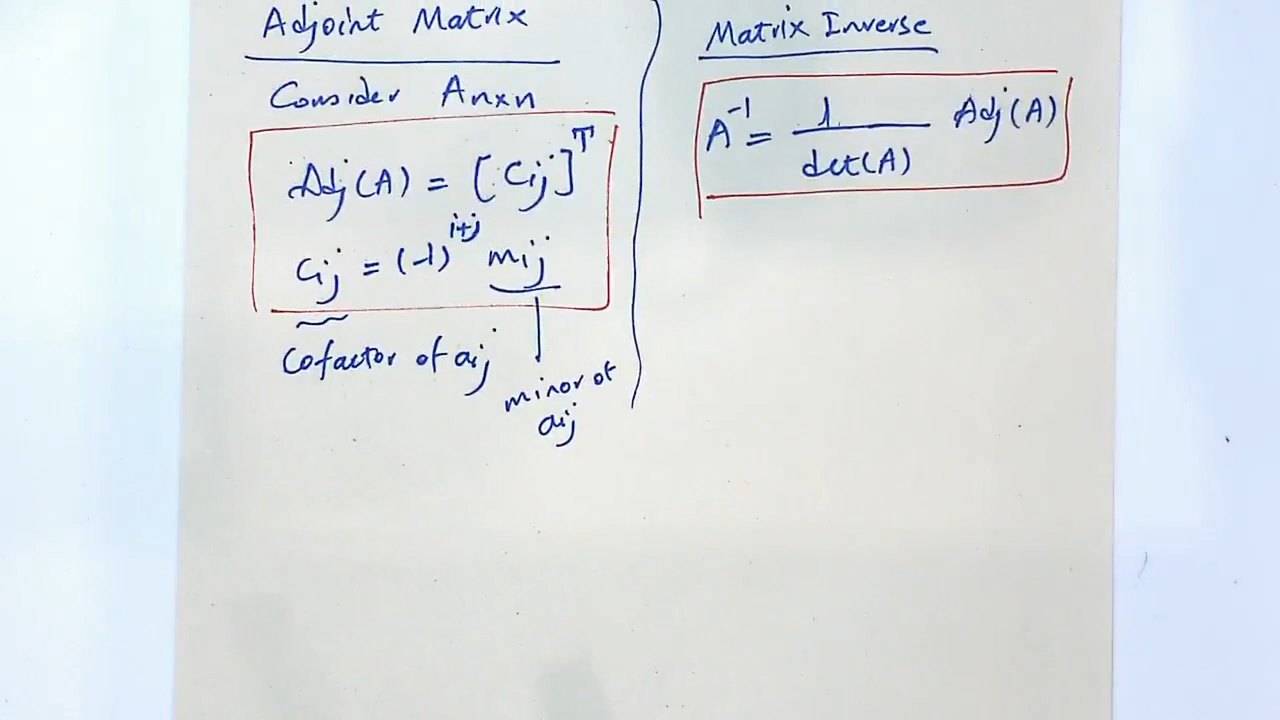 Adjoint Matrix
Consider Anxn
Adj(A) = [Cij]^T
Cij = (-1)^i+j mij
Cofactor of aij
minor of
aij
Matrix Inverse
A^-1 = 1/det(A) Adj(A)